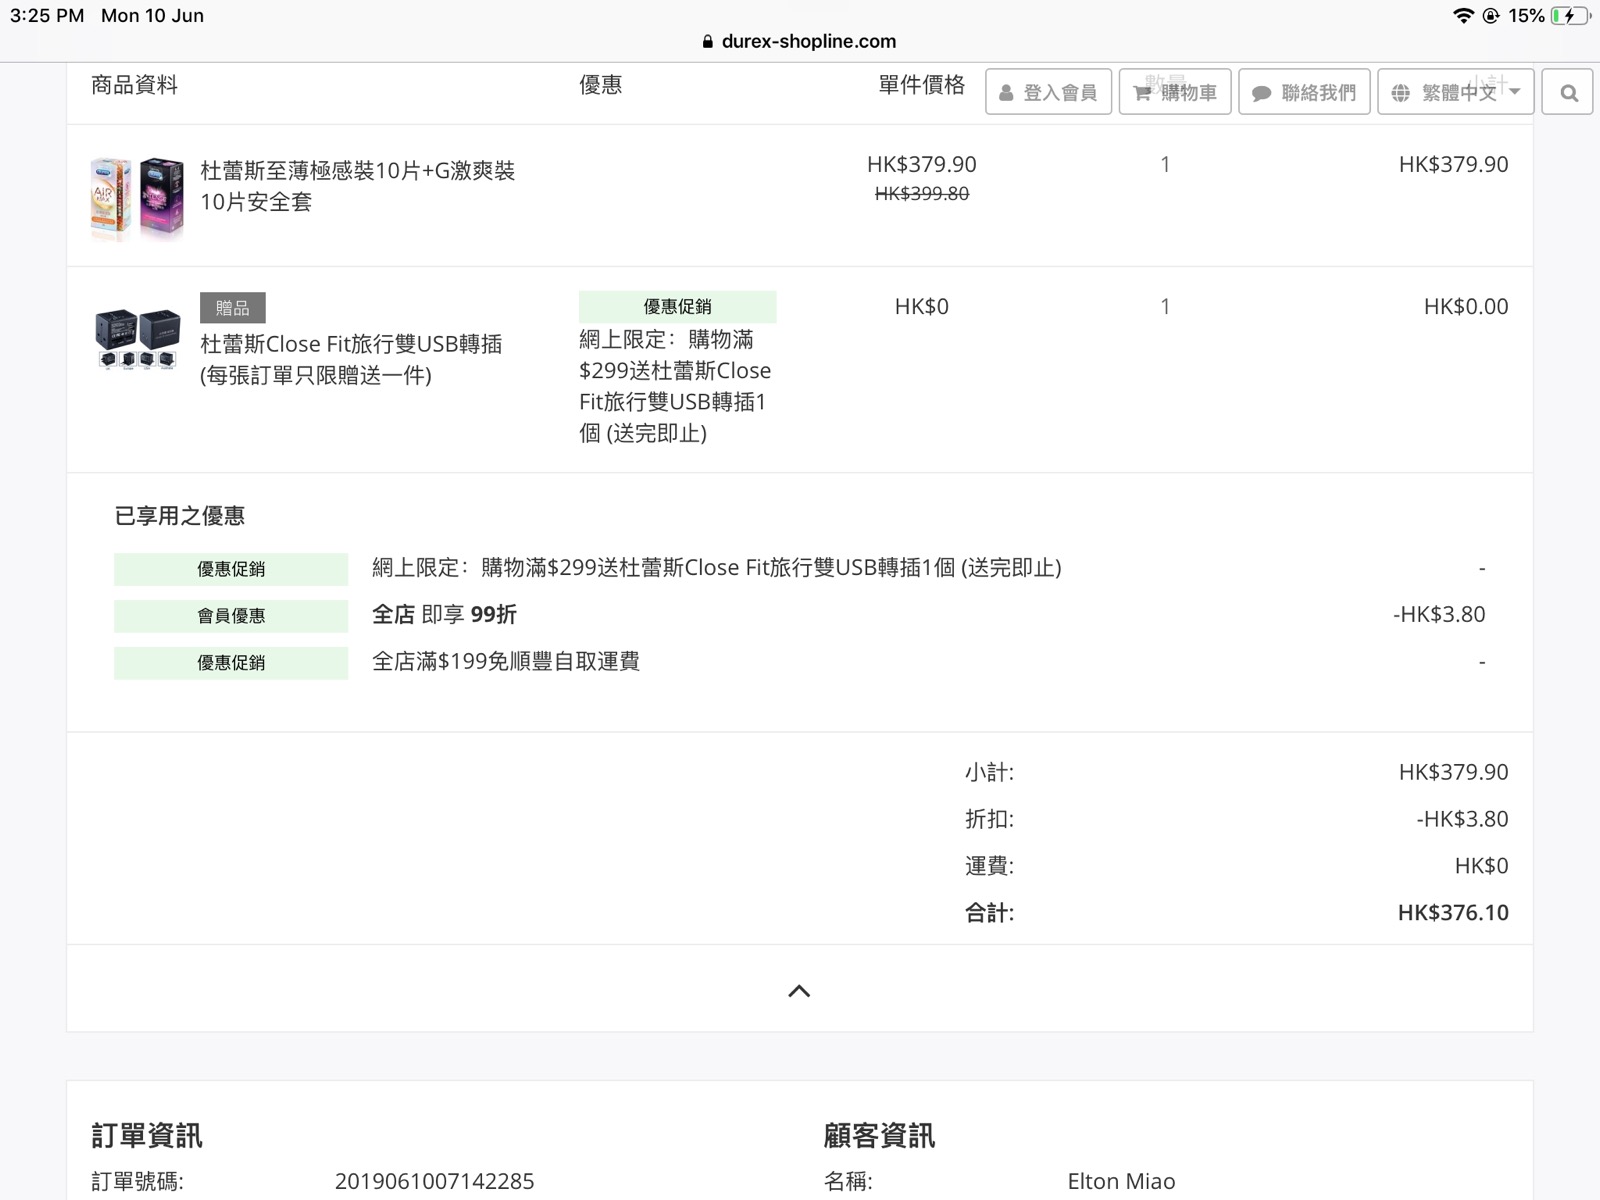 3:25 PM Mon 10 Jun
15%
durex-shopline.com
商品資料
優惠
單件價格
數量
小計
登入會員
購物車
聯絡我們
繁體中文
杜蕾斯至薄極感裝10片+G激爽裝
10片安全套
HK$379.90
HK$399.80
1
HK$379.90
贈品
杜蕾斯Close Fit旅行雙USB轉插
(每張訂單只限贈送一件)
優惠促銷
網上限定：購物滿
$299送杜蕾斯Close
Fit旅行雙USB轉插1
個 (送完即止)
HK$0
1
HK$0.00
已享用之優惠
優惠促銷 網上限定：購物滿$299送杜蕾斯Close Fit旅行雙USB轉插1個 (送完即止) -
會員優惠 全店 即享 99折 -HK$3.80
優惠促銷 全店滿$199免順豐自取運費 -
小計: HK$379.90
折扣: -HK$3.80
運費: HK$0
合計: HK$376.10
訂單資訊
訂單號碼: 2019061007142285
顧客資訊
名稱: Elton Miao